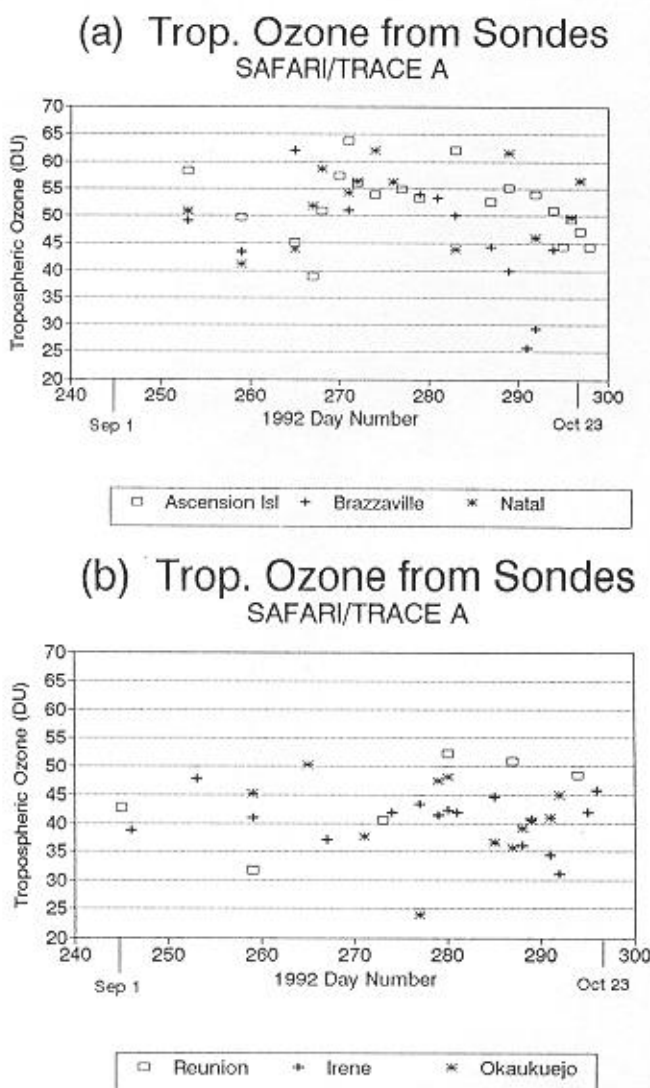 (a) Trop. Ozone from Sondes
SAFARI/TRACE A
70
65
60
55
50
45
40
35
30
25
20
Tropospheric Ozone (DU)
240 250 260 270 280 290 300
Sep 1 1992 Day Number Oct 23
□ Ascension Isl + Brazzaville * Natal
(b) Trop. Ozone from Sondes
SAFARI/TRACE A
70
65
60
55
50
45
40
35
30
25
20
Tropospheric Ozone (DU)
240 250 260 270 280 290 300
Sep 1 1992 Day Number Oct 23
□ Reunion + Irene * Okaukuejo